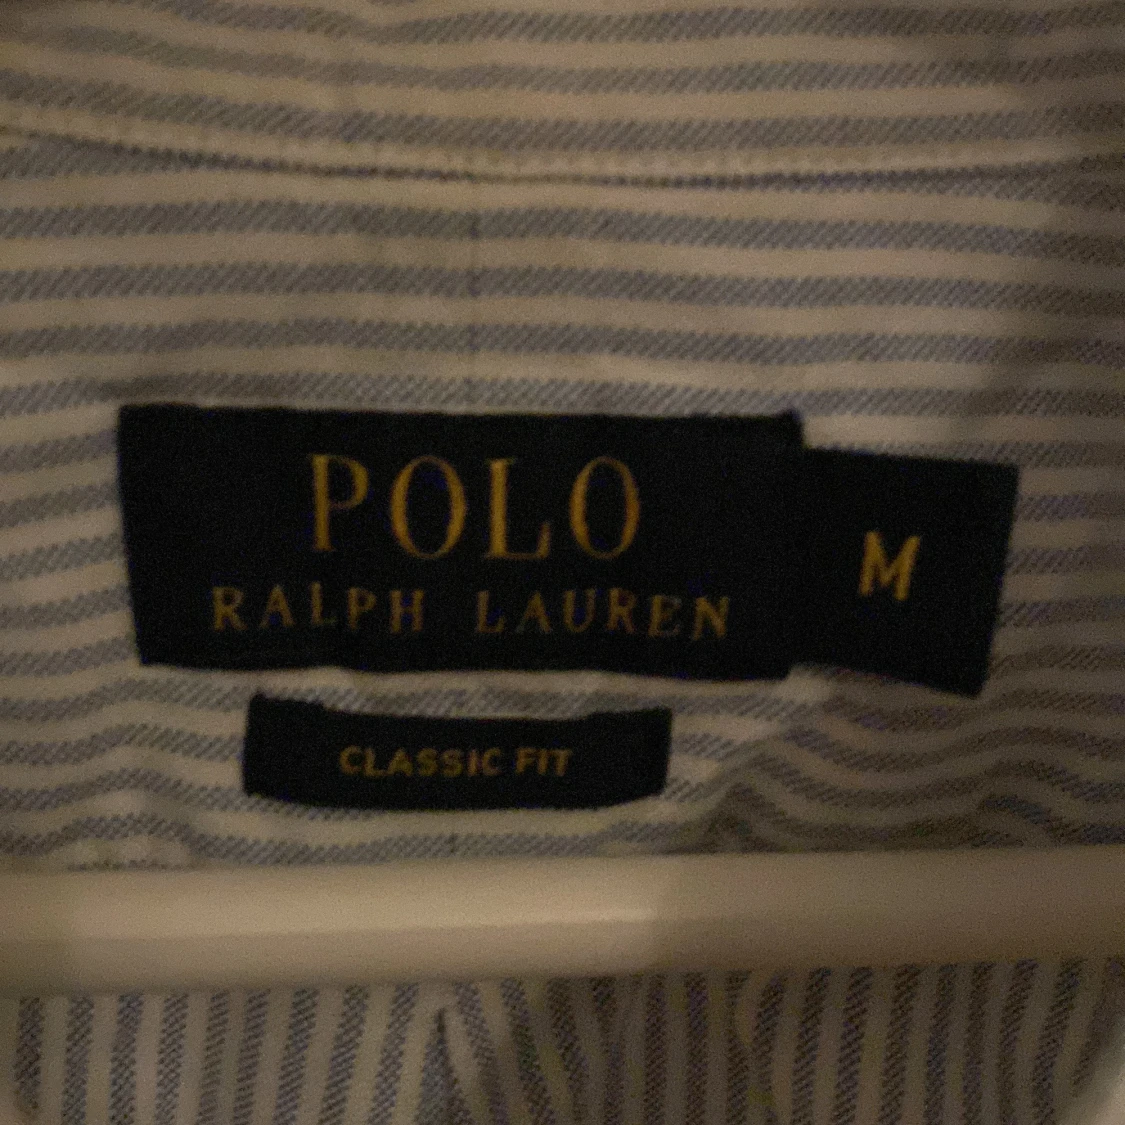 POLO
RALPH LAUREN
M
CLASSIC FIT